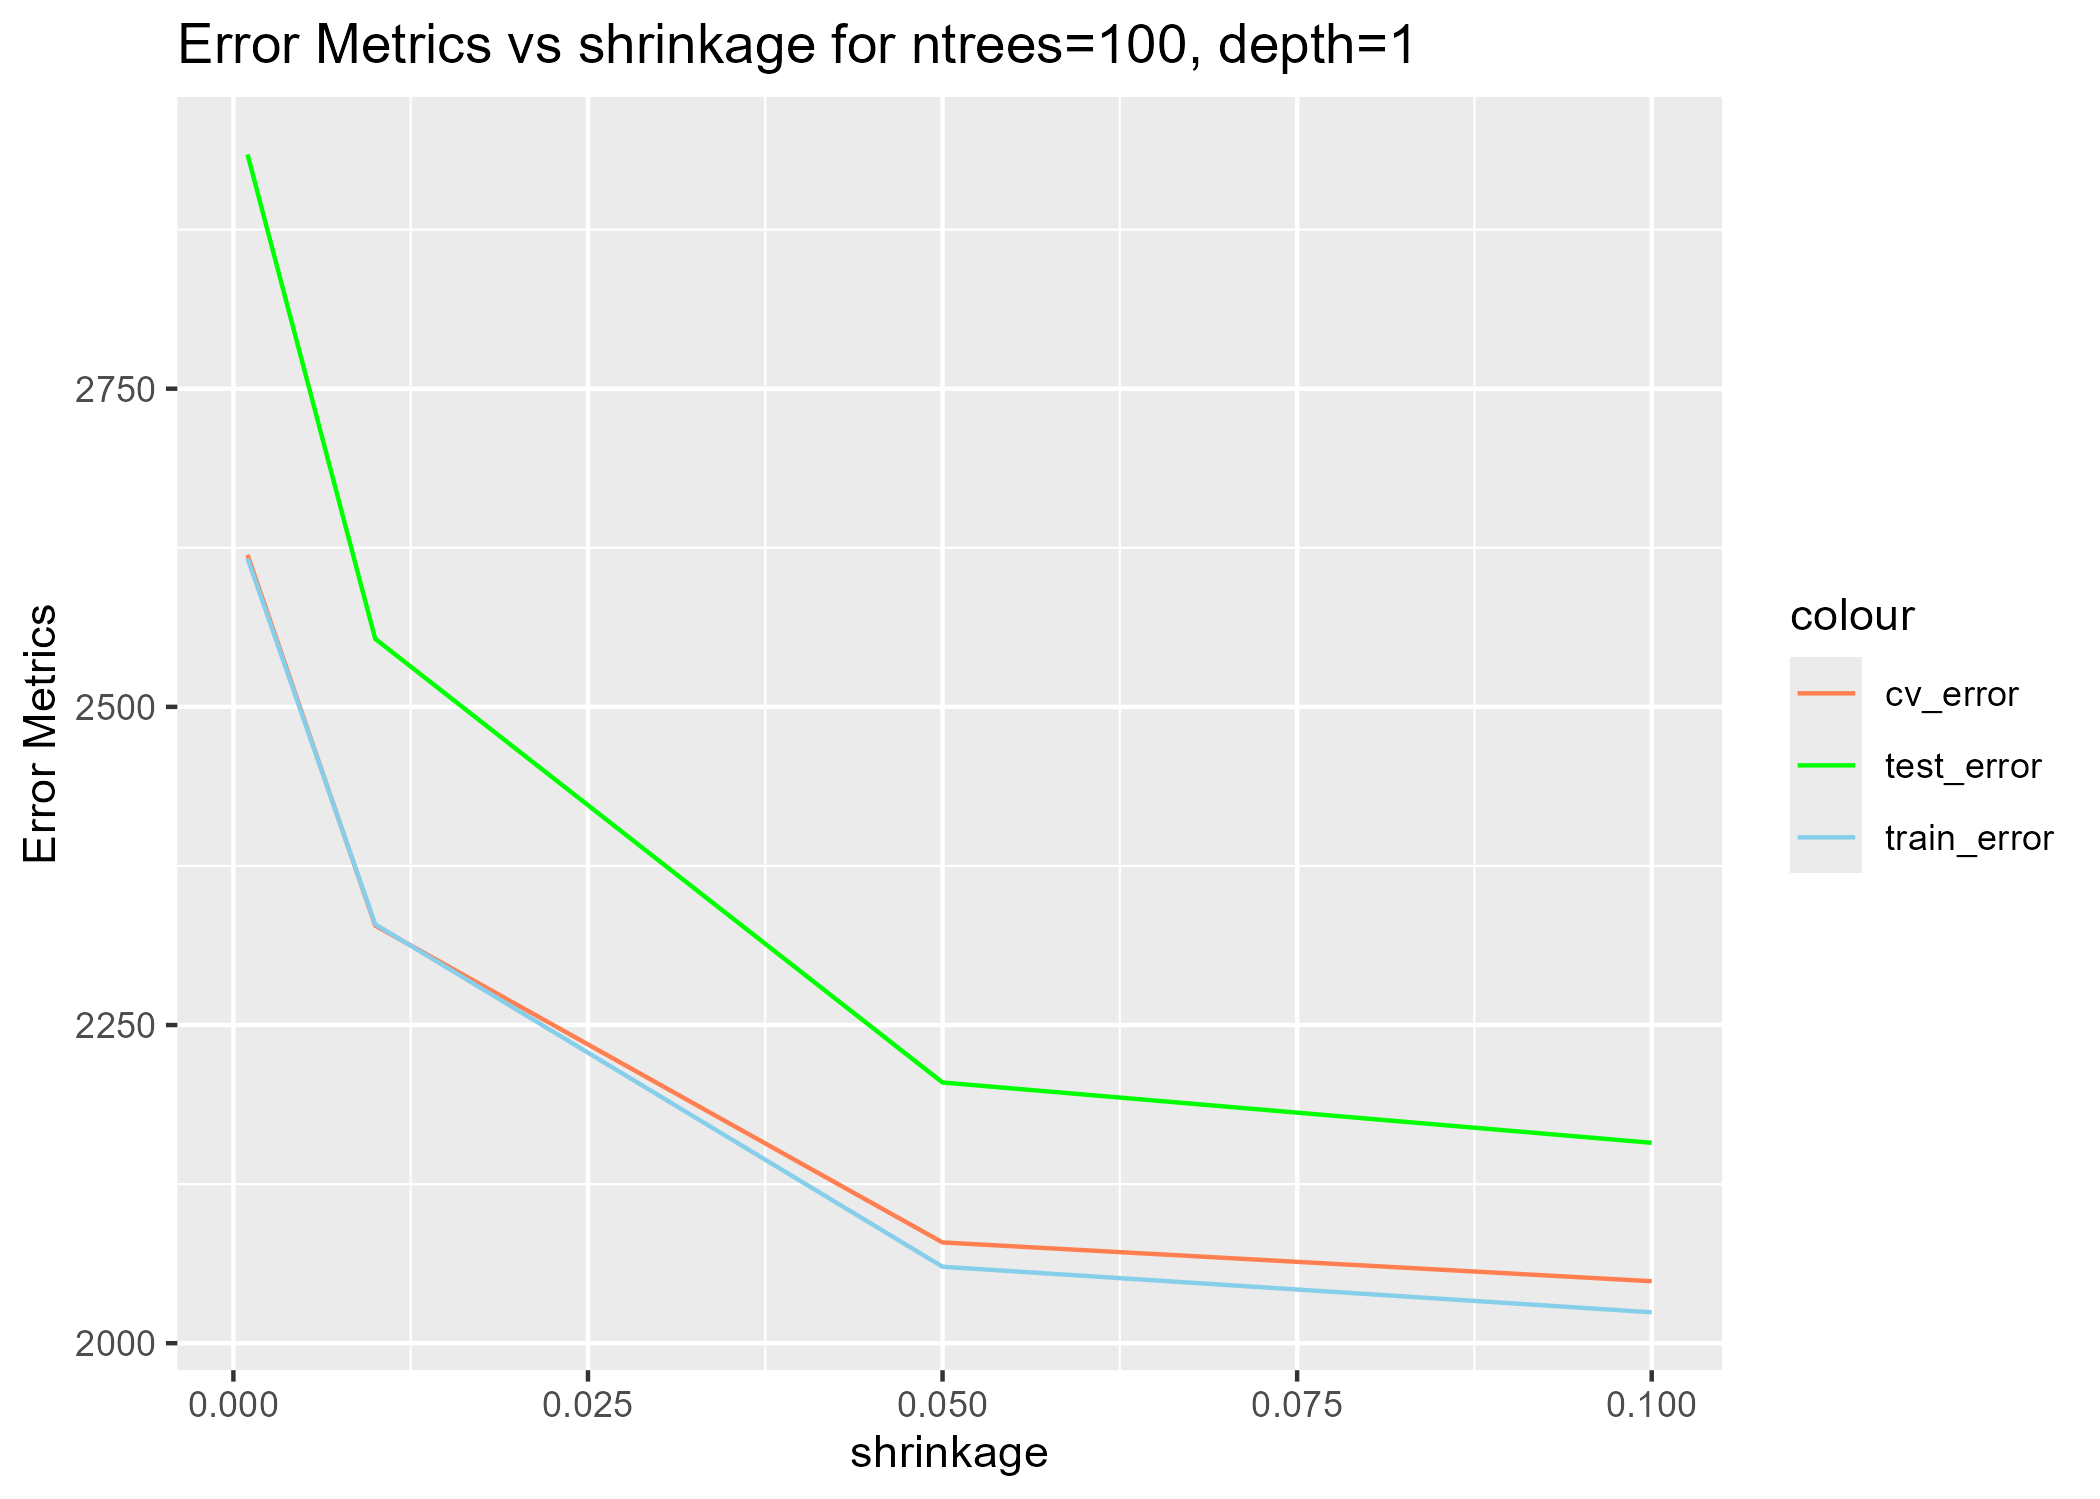 Error Metrics vs shrinkage for ntrees=100, depth=1
Error Metrics
2750
2500
2250
2000
0.000 0.025 0.050 0.075 0.100
shrinkage
colour
cv_error
test_error
train_error